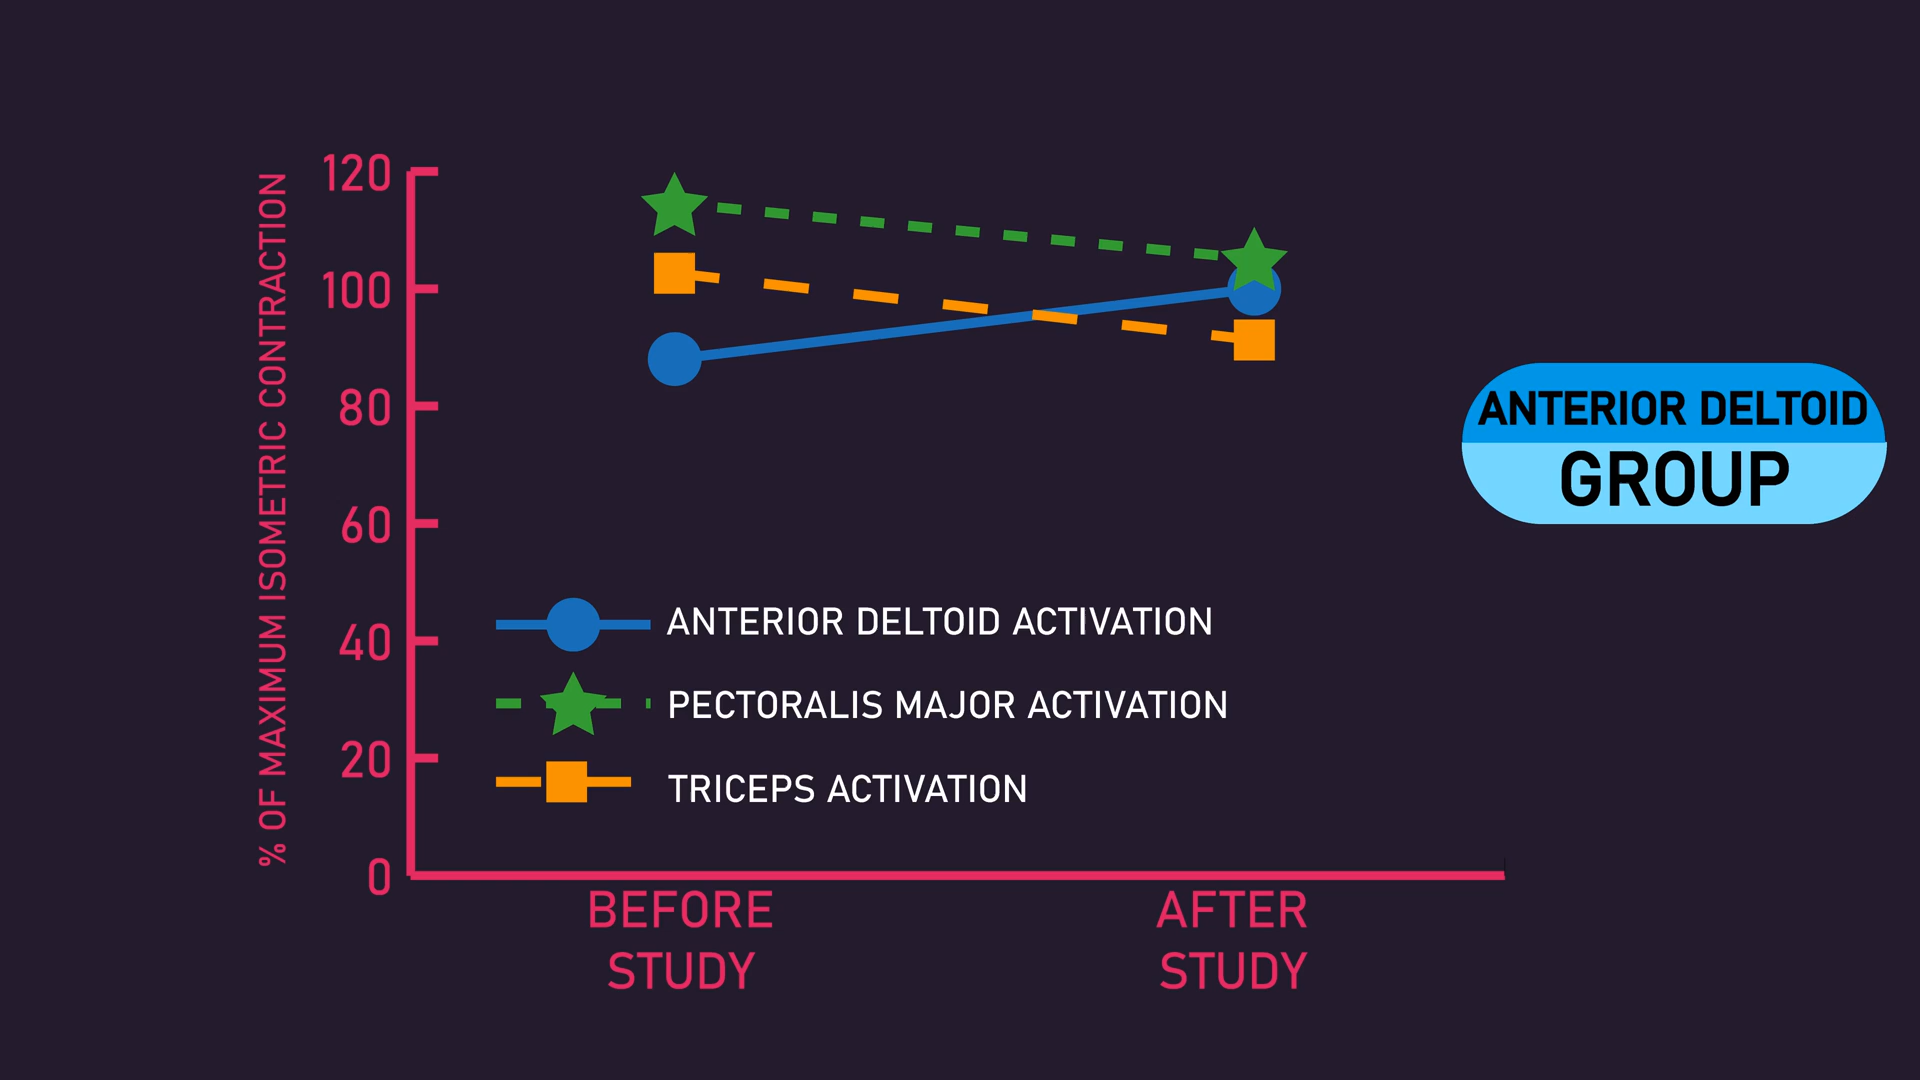 % OF MAXIMUM ISOMETRIC CONTRACTION
120
100
80
60
40
20
0
ANTERIOR DELTOID ACTIVATION
PECTORALIS MAJOR ACTIVATION
TRICEPS ACTIVATION
BEFORE
STUDY
AFTER
STUDY
ANTERIOR DELTOID
GROUP